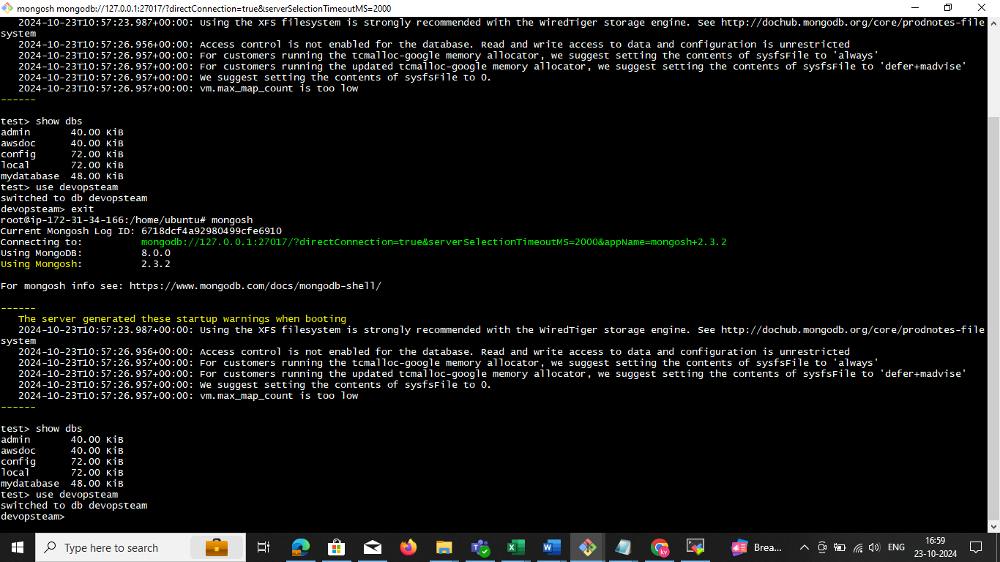 mongosh mongodb://127.0.0.1:27017/?directConnection=true&serverSelectionTimeoutMS=2000
   2024-10-23T10:57:23.987+00:00: Using the XFS filesystem is strongly recommended with the WiredTiger storage engine. See http://dochub.mongodb.org/core/prodnotes-file
system
   2024-10-23T10:57:26.956+00:00: Access control is not enabled for the database. Read and write access to data and configuration is unrestricted
   2024-10-23T10:57:26.957+00:00: For customers running the tcmalloc-google memory allocator, we suggest setting the contents of sysfsFile to 'always'
   2024-10-23T10:57:26.957+00:00: For customers running the updated tcmalloc-google memory allocator, we suggest setting the contents of sysfsFile to 'defer+madvise'
   2024-10-23T10:57:26.957+00:00: We suggest setting the contents of sysfsFile to 0.
   2024-10-23T10:57:26.957+00:00: vm.max_map_count is too low
------
test> show dbs
admin       40.00 KiB
awsdoc      40.00 KiB
config      72.00 KiB
local       72.00 KiB
mydatabase  48.00 KiB
test> use devopsteam
switched to db devopsteam
devopsteam> exit
root@ip-172-31-34-166:/home/ubuntu# mongosh
Current Mongosh Log ID: 6718dcf4a92980499cfe6910
Connecting to:          mongodb://127.0.0.1:27017/?directConnection=true&serverSelectionTimeoutMS=2000&appName=mongosh+2.3.2
Using MongoDB:          8.0.0
Using Mongosh:          2.3.2
For mongosh info see: https://www.mongodb.com/docs/mongodb-shell/
------
   The server generated these startup warnings when booting
   2024-10-23T10:57:23.987+00:00: Using the XFS filesystem is strongly recommended with the WiredTiger storage engine. See http://dochub.mongodb.org/core/prodnotes-file
system
   2024-10-23T10:57:26.956+00:00: Access control is not enabled for the database. Read and write access to data and configuration is unrestricted
   2024-10-23T10:57:26.957+00:00: For customers running the tcmalloc-google memory allocator, we suggest setting the contents of sysfsFile to 'always'
   2024-10-23T10:57:26.957+00:00: For customers running the updated tcmalloc-google memory allocator, we suggest setting the contents of sysfsFile to 'defer+madvise'
   2024-10-23T10:57:26.957+00:00: We suggest setting the contents of sysfsFile to 0.
   2024-10-23T10:57:26.957+00:00: vm.max_map_count is too low
------
test> show dbs
admin       40.00 KiB
awsdoc      40.00 KiB
config      72.00 KiB
local       72.00 KiB
mydatabase  48.00 KiB
test> use devopsteam
switched to db devopsteam
devopsteam>
Type here to search
Brea...
ENG
16:59
23-10-2024